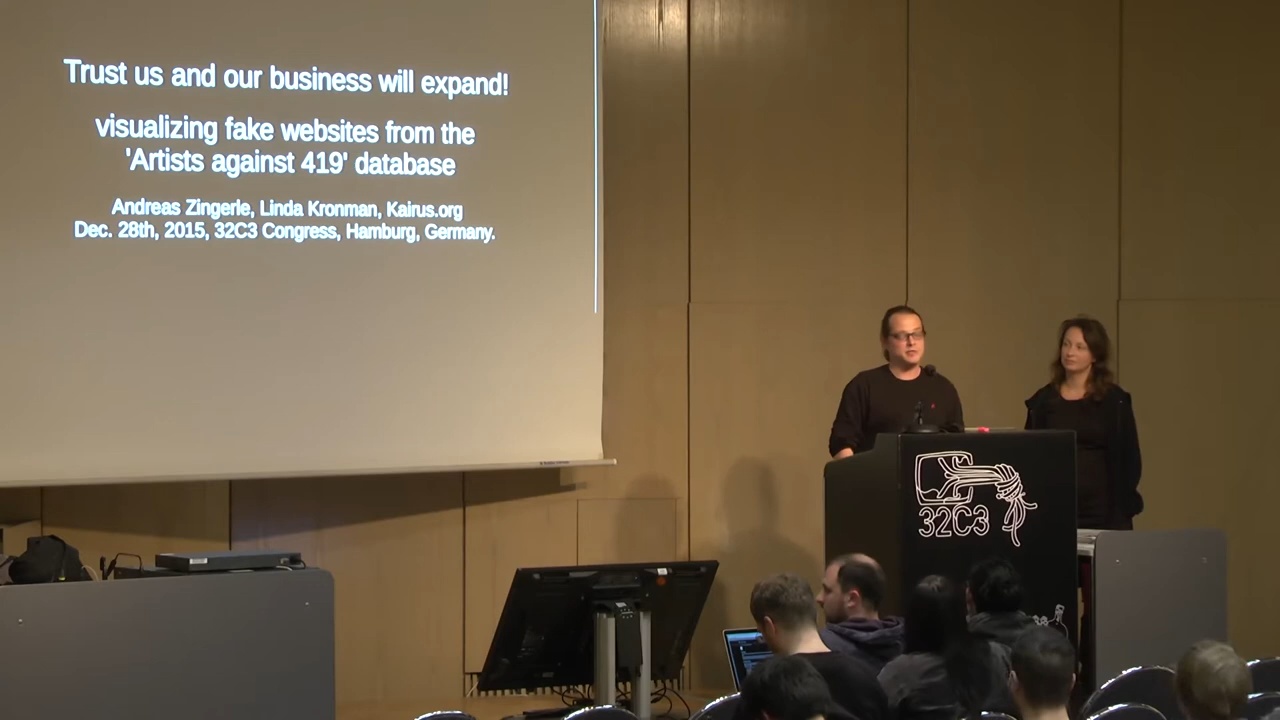 Trust us and our business will expand!
visualizing fake websites from the
'Artists against 419' database
Andreas Zingerle, Linda Kronman, Kairus.org
Dec. 28th, 2015, 32C3 Congress, Hamburg, Germany.
32C3